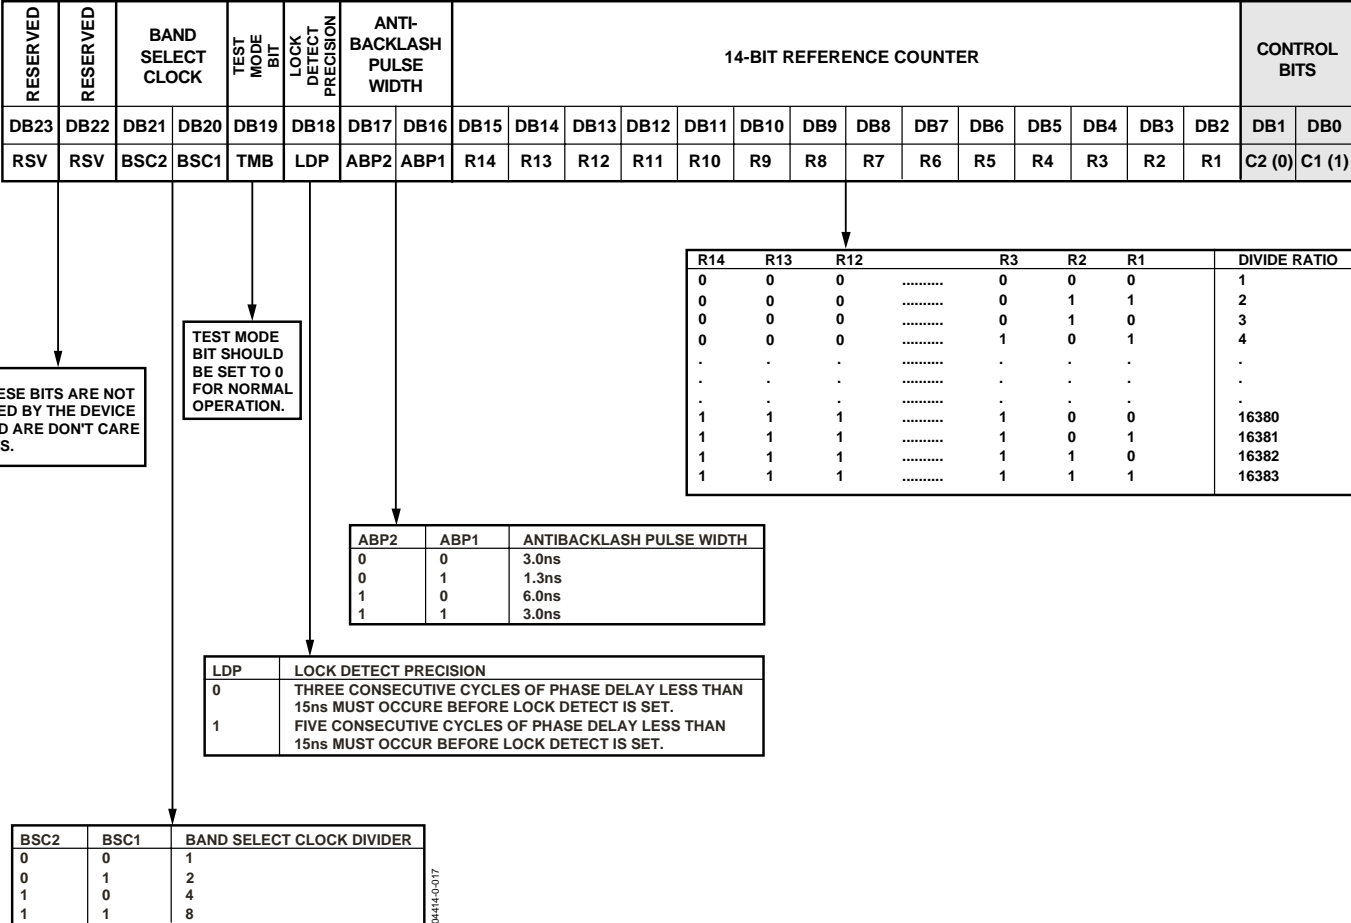 RESERVED
RESERVED
BAND SELECT CLOCK
TEST MODE BIT
LOCK DETECT PRECISION
ANTI-BACKLASH PULSE WIDTH
14-BIT REFERENCE COUNTER
CONTROL BITS
DB23 DB22 DB21 DB20 DB19 DB18 DB17 DB16 DB15 DB14 DB13 DB12 DB11 DB10 DB9 DB8 DB7 DB6 DB5 DB4 DB3 DB2 DB1 DB0
RSV RSV BSC2 BSC1 TMB LDP ABP2 ABP1 R14 R13 R12 R11 R10 R9 R8 R7 R6 R5 R4 R3 R2 R1 C2 (0) C1 (1)
R14 R13 R12 R3 R2 R1 DIVIDE RATIO
0 0 0 .......... 0 0 0 1
0 0 0 .......... 0 1 1 2
0 0 0 .......... 0 1 0 3
0 0 0 .......... 1 0 1 4
. . . .......... . . . .
. . . .......... . . . .
. . . .......... . . . .
1 1 1 .......... 1 0 0 16380
1 1 1 .......... 1 0 1 16381
1 1 1 .......... 1 1 0 16382
1 1 1 .......... 1 1 1 16383
TEST MODE
BIT SHOULD
BE SET TO 0
FOR NORMAL
OPERATION.
ESE BITS ARE NOT
ED BY THE DEVICE
D ARE DON'T CARE
S.
ABP2 ABP1 ANTIBACKLASH PULSE WIDTH
0 0 3.0ns
0 1 1.3ns
1 0 6.0ns
1 1 3.0ns
LDP LOCK DETECT PRECISION
0 THREE CONSECUTIVE CYCLES OF PHASE DELAY LESS THAN
15ns MUST OCCURE BEFORE LOCK DETECT IS SET.
1 FIVE CONSECUTIVE CYCLES OF PHASE DELAY LESS THAN
15ns MUST OCCUR BEFORE LOCK DETECT IS SET.
BSC2 BSC1 BAND SELECT CLOCK DIVIDER
0 0 1
0 1 2
1 0 4
1 1 8
04414-0-017